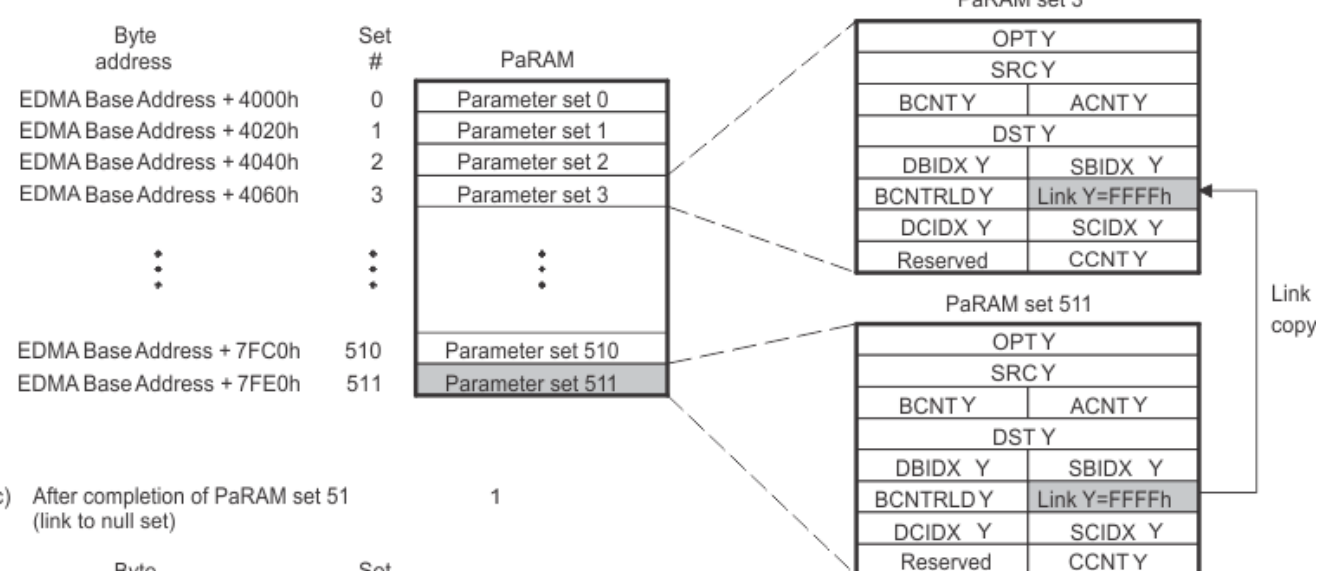 PaRAM set 3
Byte address
Set #
PaRAM
EDMA Base Address + 4000h 0 Parameter set 0
EDMA Base Address + 4020h 1 Parameter set 1
EDMA Base Address + 4040h 2 Parameter set 2
EDMA Base Address + 4060h 3 Parameter set 3
EDMA Base Address + 7FC0h 510 Parameter set 510
EDMA Base Address + 7FE0h 511 Parameter set 511
OPT Y
SRC Y
BCNT Y ACNT Y
DST Y
DBIDX Y SBIDX Y
BCNTRLD Y Link Y=FFFFh
DCIDX Y SCIDX Y
Reserved CCNT Y
Link
copy
PaRAM set 511
OPT Y
SRC Y
BCNT Y ACNT Y
DST Y
DBIDX Y SBIDX Y
BCNTRLD Y Link Y=FFFFh
DCIDX Y SCIDX Y
Reserved CCNT Y
c) After completion of PaRAM set 51 1
(link to null set)
Byte Set